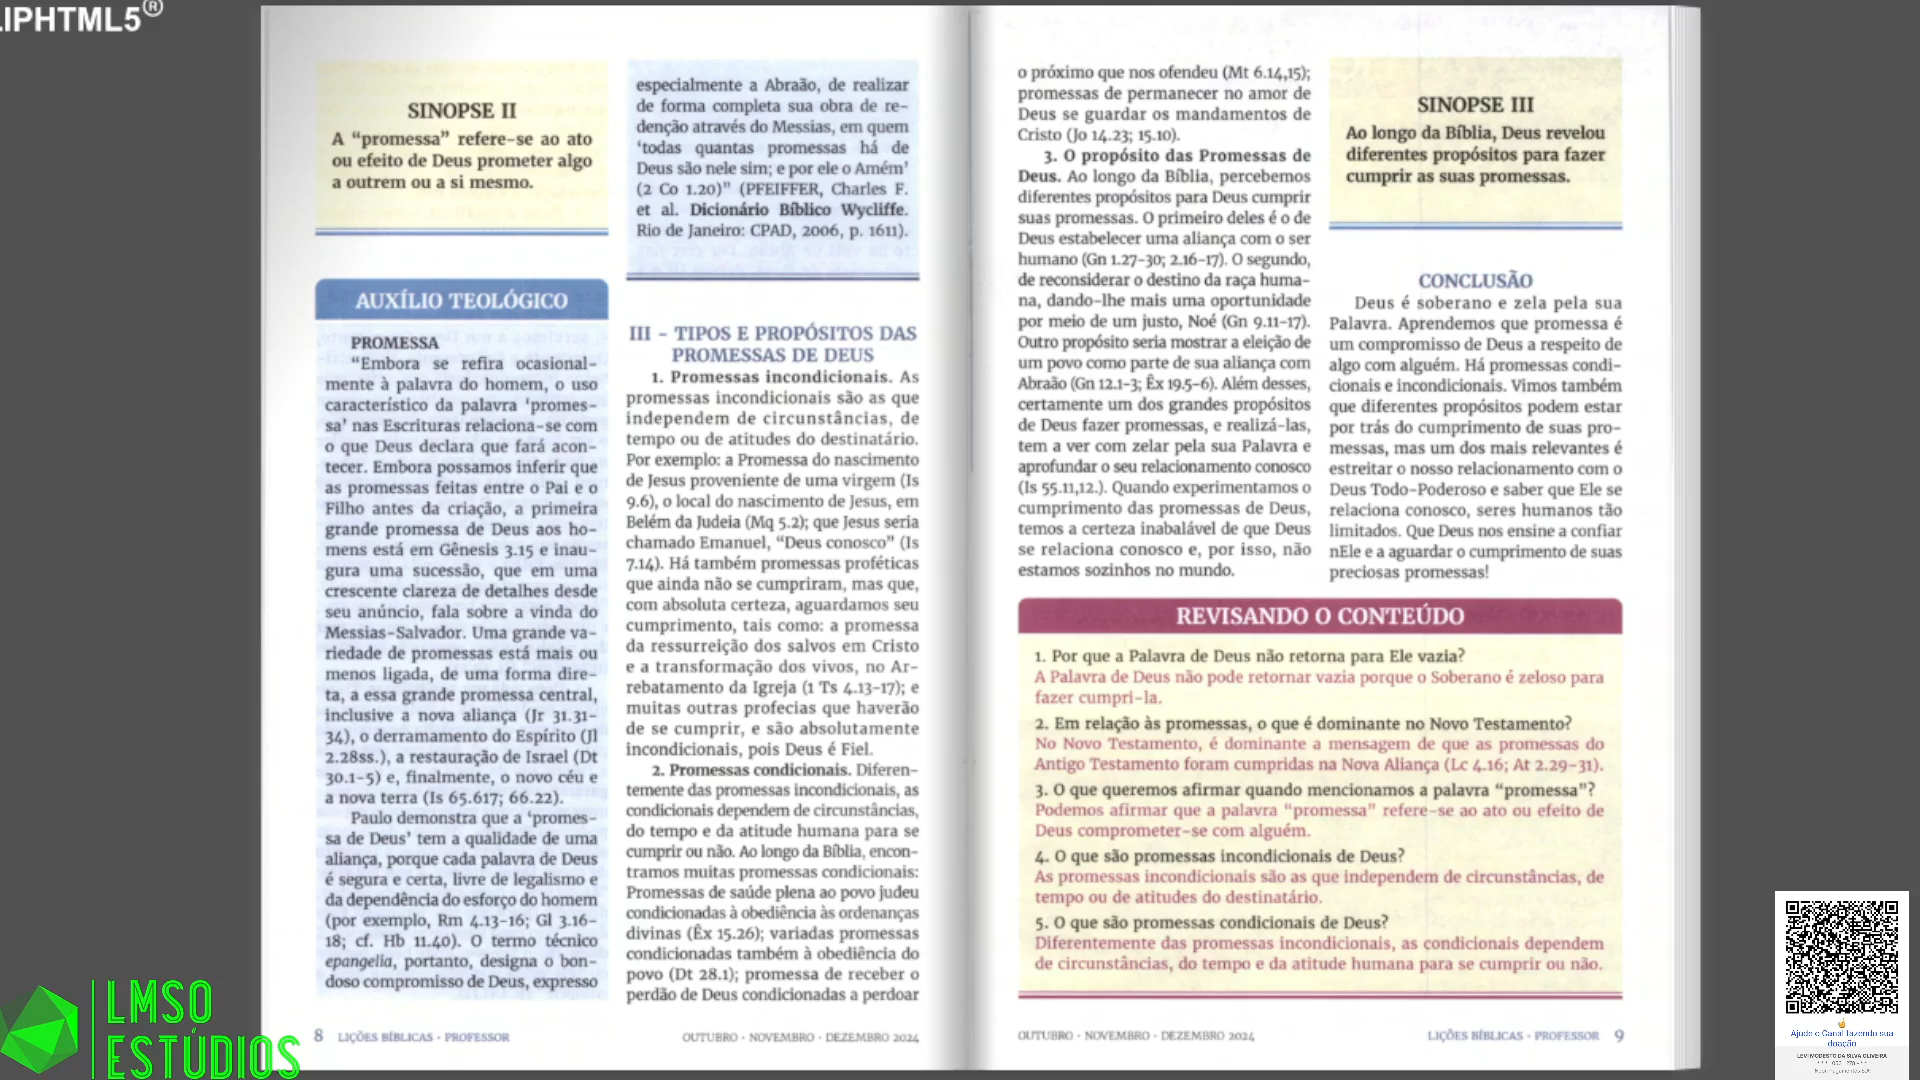 .IPHTML5®
SINOPSE II
A “promessa” refere-se ao ato
ou efeito de Deus prometer algo
a outrem ou a si mesmo.
AUXÍLIO TEOLÓGICO
PROMESSA
“Embora se refira ocasional-
mente à palavra do homem, o uso
característico da palavra ‘promes-
sa’ nas Escrituras relaciona-se com
o que Deus declara que fará acon-
tecer. Embora possamos inferir que
as promessas feitas entre o Pai e o
Filho antes da criação, a primeira
grande promessa de Deus aos ho-
mens está em Gênesis 3.15 e inau-
gura uma sucessão, que em uma
crescente clareza de detalhes desde
seu anúncio, fala sobre a vinda do
Messias-Salvador. Uma grande va-
riedade de promessas está mais ou
menos ligada, de uma forma dire-
ta, a essa grande promessa central,
inclusive a nova aliança (Jr 31.31-
34), o derramamento do Espírito (Jl
2.28ss.), a restauração de Israel (Dt
30.1-5) e, finalmente, o novo céu e
a nova terra (Is 65.617; 66.22).
Paulo demonstra que a ‘promes-
sa de Deus’ tem a qualidade de uma
aliança, porque cada palavra de Deus
é segura e certa, livre de legalismo e
da dependência do esforço do homem
(por exemplo, Rm 4.13-16; Gl 3.16-
18; cf. Hb 11.40). O termo técnico
epangelia, portanto, designa o bon-
doso compromisso de Deus, expresso
especialmente a Abraão, de realizar
de forma completa sua obra de re-
denção através do Messias, em quem
‘todas quantas promessas há de
Deus são nele sim; e por ele o Amém’
(2 Co 1.20)” (PFEIFFER, Charles F.
et al. Dicionário Bíblico Wycliffe.
Rio de Janeiro: CPAD, 2006, p. 1611).
III – TIPOS E PROPÓSITOS DAS
PROMESSAS DE DEUS
1. Promessas incondicionais. As
promessas incondicionais são as que
independem de circunstâncias, de
tempo ou de atitudes do destinatário.
Por exemplo: a Promessa do nascimento
de Jesus proveniente de uma virgem (Is
9.6), o local do nascimento de Jesus, em
Belém da Judeia (Mq 5.2); que Jesus seria
chamado Emanuel, “Deus conosco” (Is
7.14). Há também promessas proféticas
que ainda não se cumpriram, mas que,
com absoluta certeza, aguardamos seu
cumprimento, tais como: a promessa
da ressurreição dos salvos em Cristo
e a transformação dos vivos, no Ar-
rebatamento da Igreja (1 Ts 4.13-17); e
muitas outras profecias que haverão
de se cumprir, e são absolutamente
incondicionais, pois Deus é Fiel.
2. Promessas condicionais. Diferen-
temente das promessas incondicionais, as
condicionais dependem de circunstâncias,
do tempo e da atitude humana para se
cumprir ou não. Ao longo da Bíblia, encon-
tramos muitas promessas condicionais:
Promessas de saúde plena ao povo judeu
condicionadas à obediência às ordenanças
divinas (Êx 15.26); variadas promessas
condicionadas também à obediência do
povo (Dt 28.1); promessa de receber o
perdão de Deus condicionadas a perdoar
8 LIÇÕES BÍBLICAS · PROFESSOR
OUTUBRO · NOVEMBRO · DEZEMBRO 2024
o próximo que nos ofendeu (Mt 6.14,15);
promessas de permanecer no amor de
Deus se guardar os mandamentos de
Cristo (Jo 14.23; 15.10).
3. O propósito das Promessas de
Deus. Ao longo da Bíblia, percebemos
diferentes propósitos para Deus cumprir
suas promessas. O primeiro deles é o de
Deus estabelecer uma aliança com o ser
humano (Gn 1.27-30; 2.16-17). O segundo,
de reconsiderar o destino da raça huma-
na, dando-lhe mais uma oportunidade
por meio de um justo, Noé (Gn 9.11-17).
Outro propósito seria mostrar a eleição de
um povo como parte de sua aliança com
Abraão (Gn 12.1-3; Êx 19.5-6). Além desses,
certamente um dos grandes propósitos
de Deus fazer promessas, e realizá-las,
tem a ver com zelar pela sua Palavra e
aprofundar o seu relacionamento conosco
(Is 55.11,12.). Quando experimentamos o
cumprimento das promessas de Deus,
temos a certeza inabalável de que Deus
se relaciona conosco e, por isso, não
estamos sozinhos no mundo.
SINOPSE III
Ao longo da Bíblia, Deus revelou
diferentes propósitos para fazer
cumprir as suas promessas.
CONCLUSÃO
Deus é soberano e zela pela sua
Palavra. Aprendemos que promessa é
um compromisso de Deus a respeito de
algo com alguém. Há promessas condi-
cionais e incondicionais. Vimos também
que diferentes propósitos podem estar
por trás do cumprimento de suas pro-
messas, mas um dos mais relevantes é
estreitar o nosso relacionamento com o
Deus Todo-Poderoso e saber que Ele se
relaciona conosco, seres humanos tão
limitados. Que Deus nos ensine a confiar
nEle e a aguardar o cumprimento de suas
preciosas promessas!
REVISANDO O CONTEÚDO
1. Por que a Palavra de Deus não retorna para Ele vazia?
A Palavra de Deus não pode retornar vazia porque o Soberano é zeloso para
fazer cumpri-la.
2. Em relação às promessas, o que é dominante no Novo Testamento?
No Novo Testamento, é dominante a mensagem de que as promessas do
Antigo Testamento foram cumpridas na Nova Aliança (Lc 4.16; At 2.29-31).
3. O que queremos afirmar quando mencionamos a palavra “promessa”?
Podemos afirmar que a palavra “promessa” refere-se ao ato ou efeito de
Deus comprometer-se com alguém.
4. O que são promessas incondicionais de Deus?
As promessas incondicionais são as que independem de circunstâncias, de
tempo ou de atitudes do destinatário.
5. O que são promessas condicionais de Deus?
Diferentemente das promessas incondicionais, as condicionais dependem
de circunstâncias, do tempo e da atitude humana para se cumprir ou não.
OUTUBRO · NOVEMBRO · DEZEMBRO 2024
LIÇÕES BÍBLICAS · PROFESSOR 9
LMSO
ESTÚDIOS
Ajude o Canal fazendo sua
doação
LEVI MODESTO DA SILVA OLIVEIRA